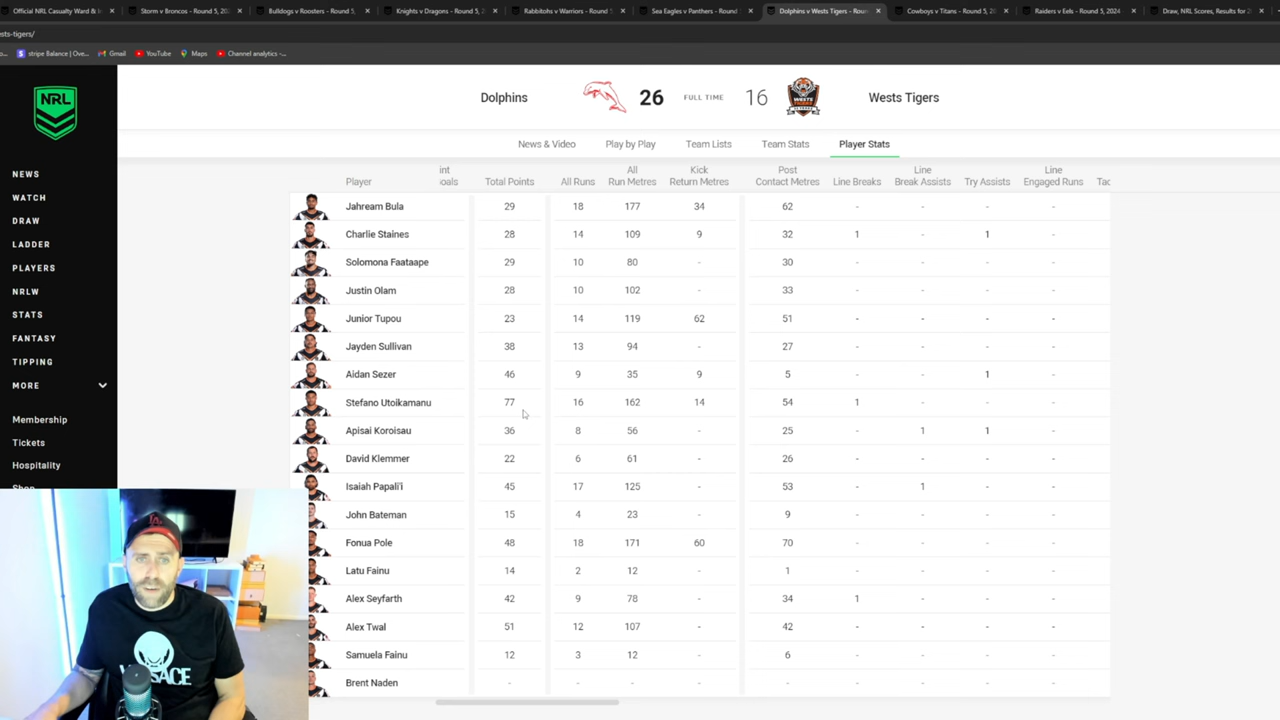 Official NRL Casualty Ward & In Storm v Broncos - Round 5, 202 Bulldogs v Roosters - Round 5, Knights v Dragons - Round 5, 2 Rabbitohs v Warriors - Round 5 Sea Eagles v Panthers - Round Dolphins v Wests Tigers - Roun Cowboys v Titans - Round 5, 20 Raiders v Eels - Round 5, 2024 Draw, NRL Scores, Results for 2
sts-tigers/
stripe Balance | Ove... Gmail YouTube Maps Channel analytics -...
NRL
Dolphins 26 FULL TIME 16 WESTS TIGERS Wests Tigers
News & Video Play by Play Team Lists Team Stats Player Stats
NEWS
WATCH
DRAW
LADDER
PLAYERS
NRLW
STATS
FANTASY
TIPPING
MORE
Membership
Tickets
Hospitality
Shop
Player int oals Total Points All Runs All Run Metres Kick Return Metres Post Contact Metres Line Breaks Line Break Assists Try Assists Line Engaged Runs Tac
Jahream Bula 29 18 177 34 62 - - - -
Charlie Staines 28 14 109 9 32 1 - 1 -
Solomona Faataape 29 10 80 - 30 - - - -
Justin Olam 28 10 102 - 33 - - - -
Junior Tupou 23 14 119 62 51 - - - -
Jayden Sullivan 38 13 94 - 27 - - - -
Aidan Sezer 46 9 35 9 5 - - 1 -
Stefano Utoikamanu 77 16 162 14 54 1 - - -
Apisai Koroisau 36 8 56 - 25 - 1 1 -
David Klemmer 22 6 61 - 26 - - - -
Isaiah Papali'i 45 17 125 - 53 - 1 - -
John Bateman 15 4 23 - 9 - - - -
Fonua Pole 48 18 171 60 70 - - - -
Latu Fainu 14 2 12 - 1 - - - -
Alex Seyfarth 42 9 78 - 34 1 - - -
Alex Twal 51 12 107 - 42 - - - -
Samuela Fainu 12 3 12 - 6 - - - -
Brent Naden - - - - - - - - -